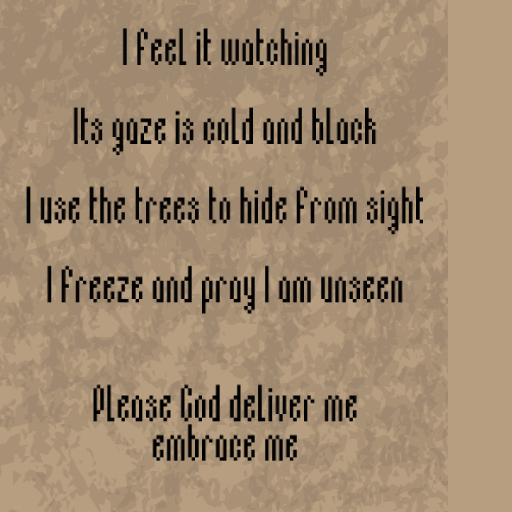 I feel it watching
Its gaze is cold and black
I use the trees to hide from sight
I freeze and pray I am unseen
Please God deliver me
embrace me